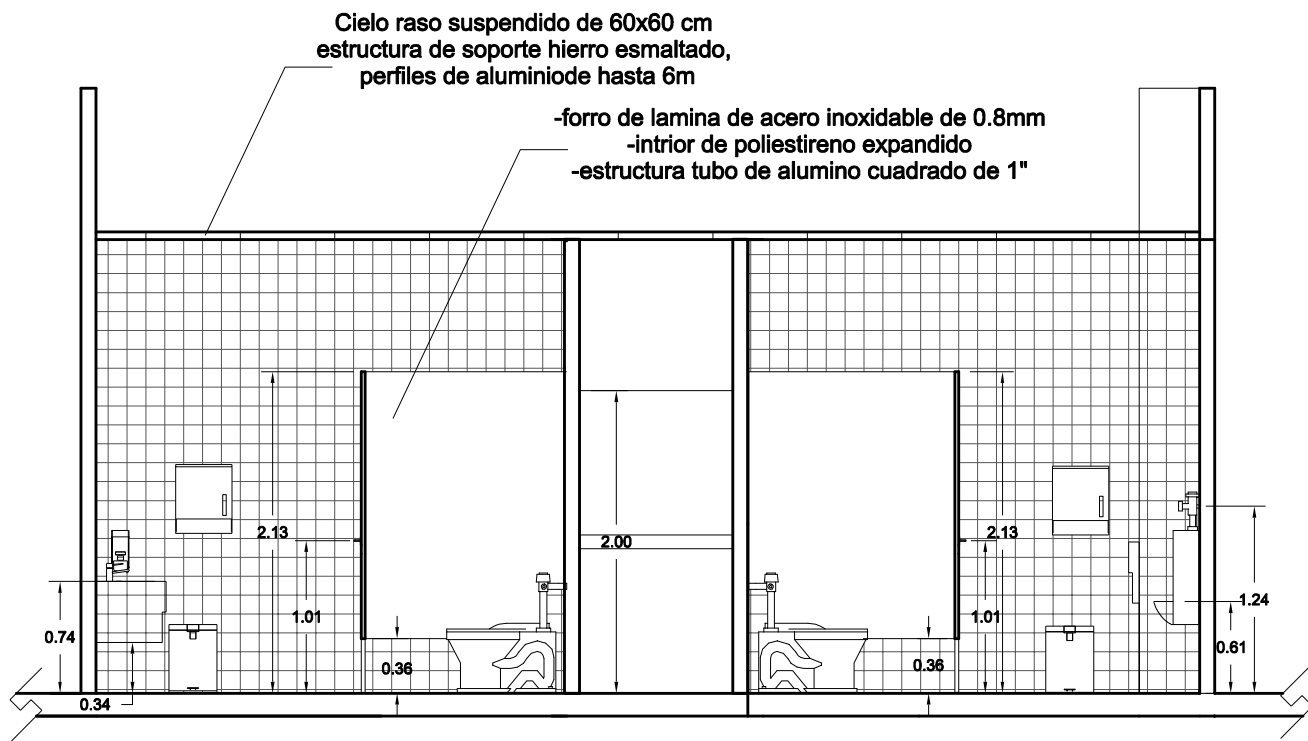 Cielo raso suspendido de 60x60 cm
estructura de soporte hierro esmaltado,
perfiles de aluminiode hasta 6m
-forro de lamina de acero inoxidable de 0.8mm
-intrior de poliestireno expandido
-estructura tubo de alumino cuadrado de 1"
2.13
2.00
2.13
1.24
1.01
1.01
0.74
0.61
0.36
0.36
0.34